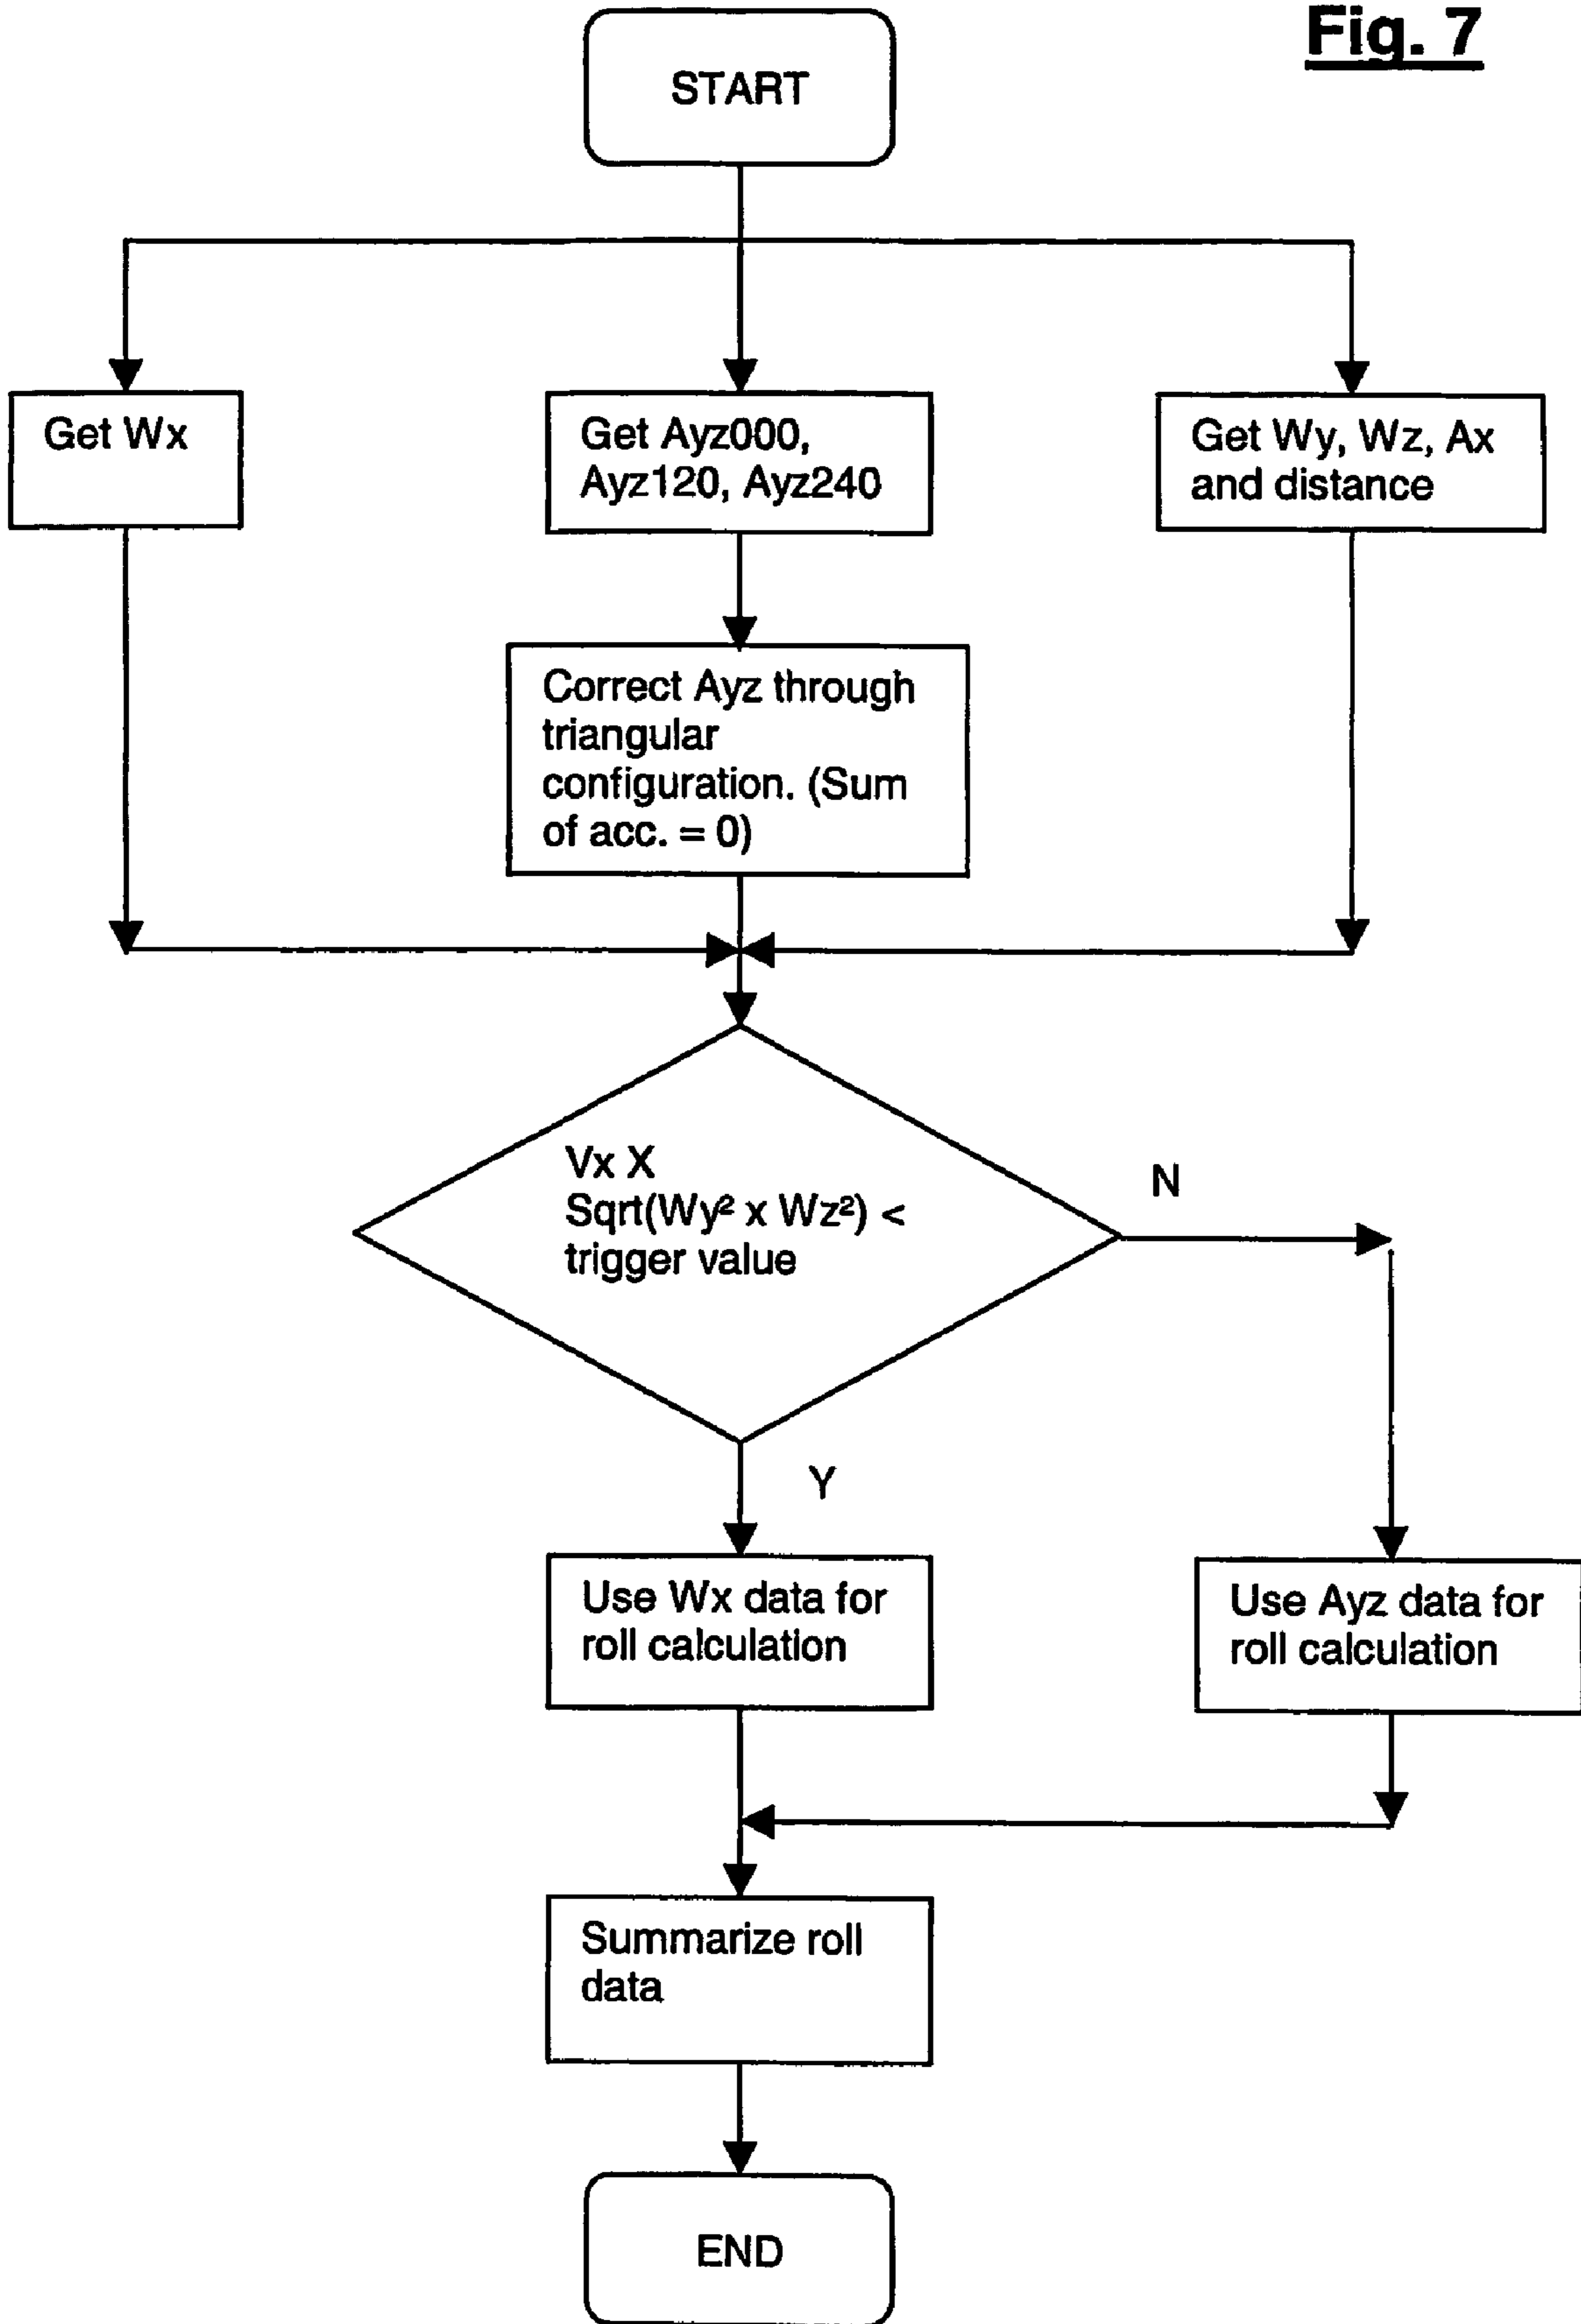 Fig. 7
START
Get Wx
Get Ayz000,
Ayz120, Ayz240
Get Wy, Wz, Ax
and distance
Correct Ayz through
triangular
configuration. (Sum
of acc. = 0)
Vx X
Sqrt(Wy² x Wz²) <
trigger value
N
Y
Use Wx data for
roll calculation
Use Ayz data for
roll calculation
Summarize roll
data
END